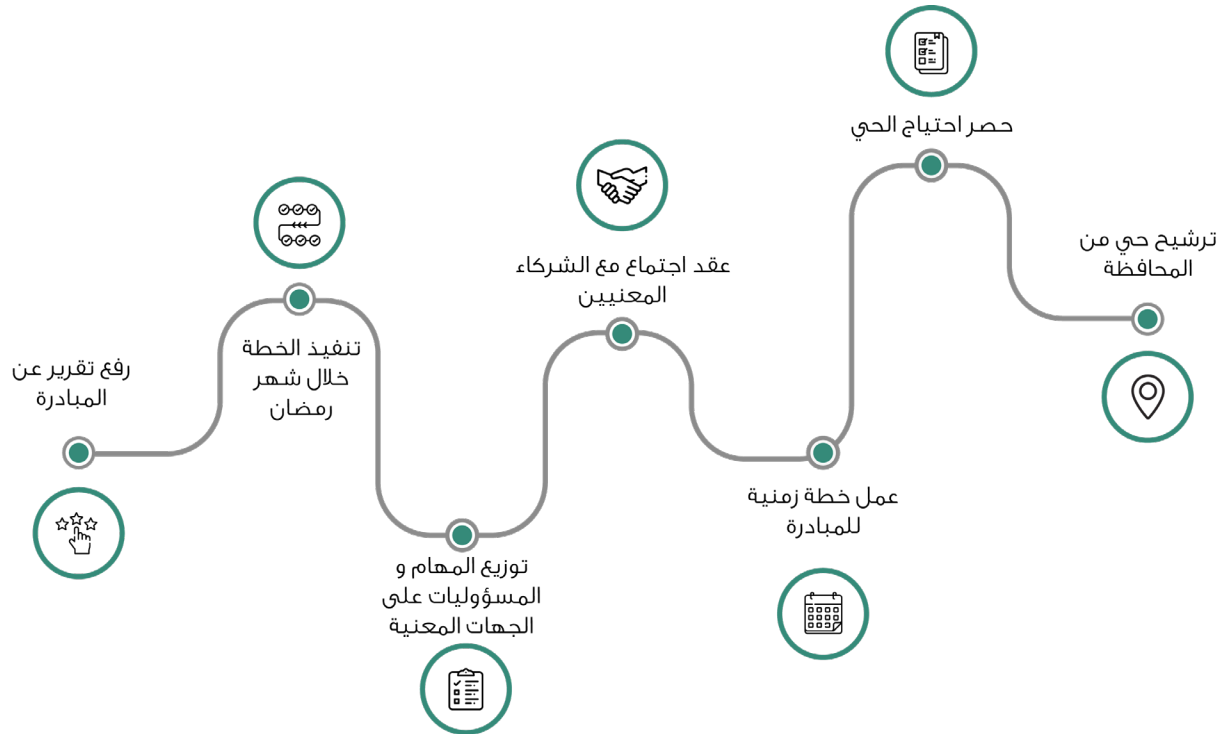 ترشيح حي من
المحافظة
حصر احتياج الحي
عمل خطة زمنية
للمبادرة
عقد اجتماع مع الشركاء
المعنيين
توزيع المهام و
المسؤوليات على
الجهات المعنية
تنفيذ الخطة
خلال شهر
رمضان
رفع تقرير عن
المبادرة